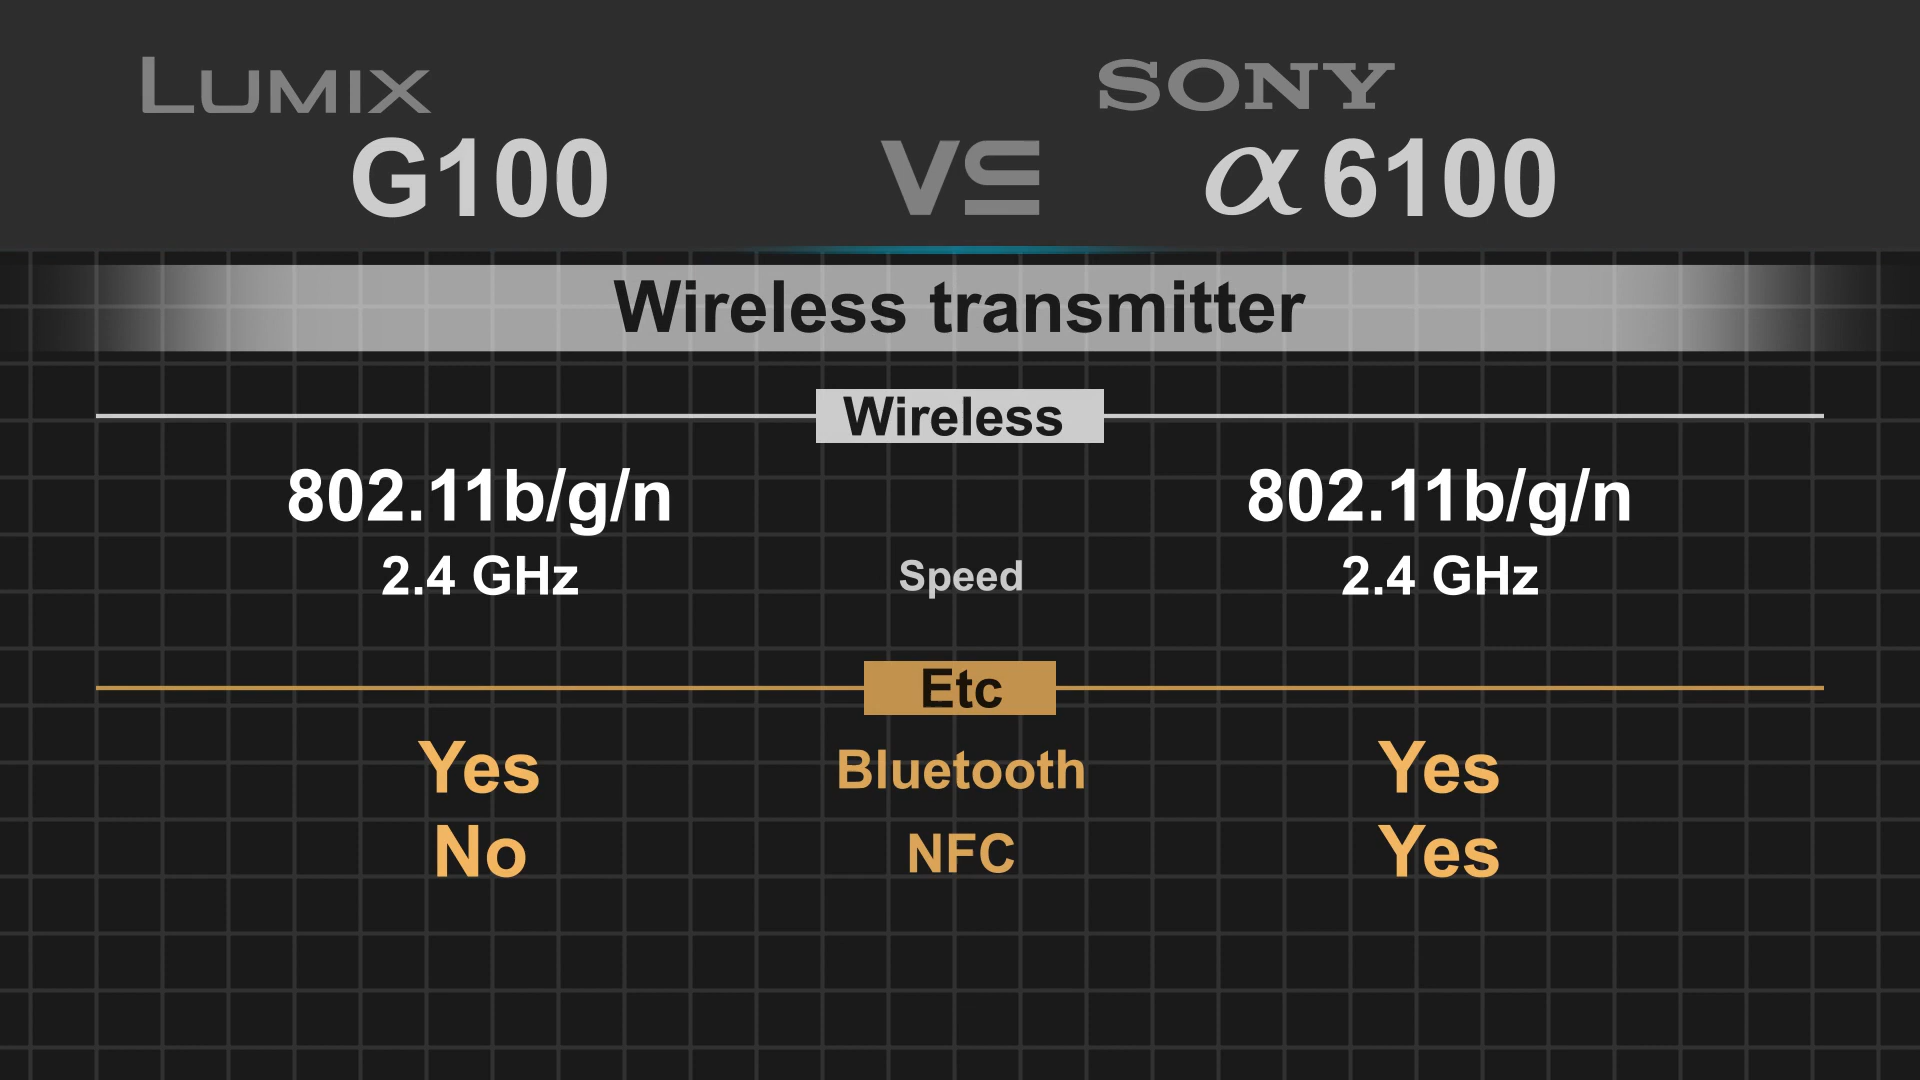 LUMIX
SONY
G100
VS
α 6100
Wireless transmitter
Wireless
802.11b/g/n
802.11b/g/n
2.4 GHz
Speed
2.4 GHz
Etc
Yes
Bluetooth
Yes
No
NFC
Yes